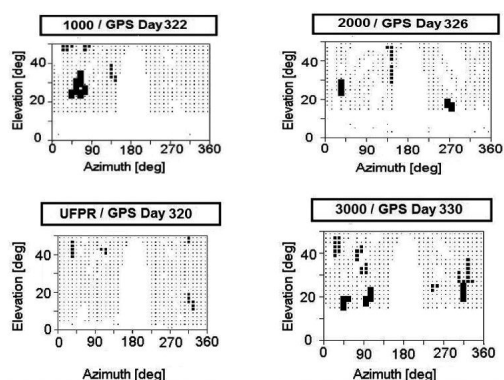 1000 / GPS Day 322
Elevation [deg]
40
20
0
0 90 180 270 360
Azimuth [deg]
2000 / GPS Day 326
Elevation [deg]
40
20
0
0 90 180 270 360
Azimuth [deg]
UFPR / GPS Day 320
Elevation [deg]
40
20
0
0 90 180 270 360
Azimuth [deg]
3000 / GPS Day 330
Elevation [deg]
40
20
0
0 90 180 270 360
Azimuth [deg]